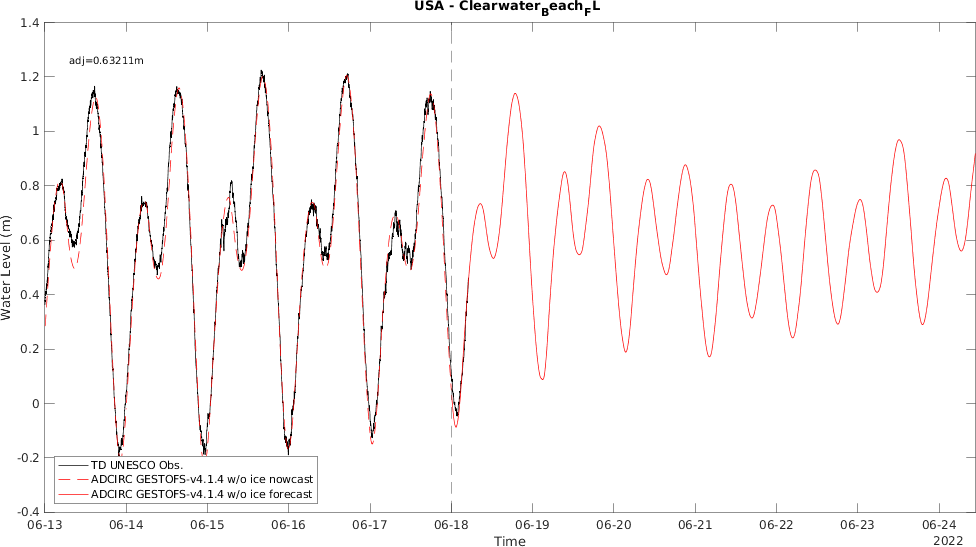 USA - Clearwater_Beach_FL
1.4
adj=0.63211m
1.2
1
0.8
0.6
0.4
0.2
0
-0.2
-0.4
Water Level (m)
TD UNESCO Obs.
ADCIRC GESTOFS-v4.1.4 w/o ice nowcast
ADCIRC GESTOFS-v4.1.4 w/o ice forecast
06-13 06-14 06-15 06-16 06-17 06-18 06-19 06-20 06-21 06-22 06-23 06-24
Time
2022